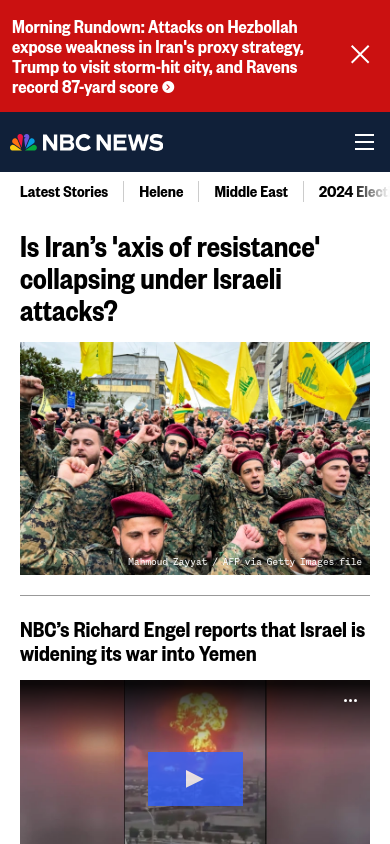 Morning Rundown: Attacks on Hezbollah
expose weakness in Iran's proxy strategy,
Trump to visit storm-hit city, and Ravens
record 87-yard score
NBC NEWS
Latest Stories
Helene
Middle East
2024 Elect
Is Iran’s 'axis of resistance'
collapsing under Israeli
attacks?
Mahmoud Zayyat / AFP via Getty Images file
NBC’s Richard Engel reports that Israel is
widening its war into Yemen